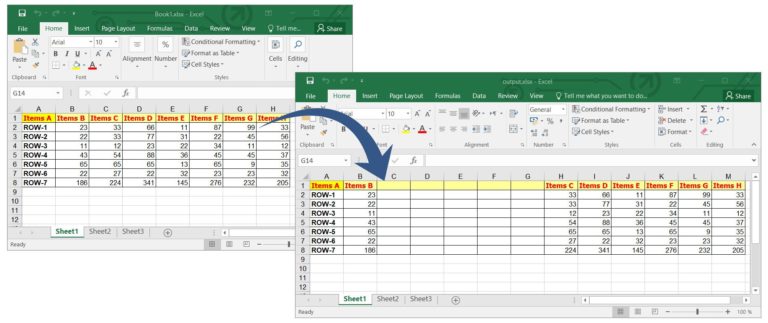 Book1.xlsx - Excel
File Home Insert Page Layout Formulas Data Review View Tell me... Share
Arial 10
Paste
B I U
Alignment
Number
%
Conditional Formatting
Format as Table
Cell Styles
Cells
Editing
Clipboard Font Styles
G14 fx
A B C D E F G H
1 Items A Items B Items C Items D Items E Items F Items G Items H
2 ROW-1 23 33 66 11 87 99 33
3 ROW-2 22 33 77 31 22 45 56
4 ROW-3 11 12 23 22 34 11 12
5 ROW-4 43 54 88 36 45 45 37
6 ROW-5 65 65 65 13 65 9 35
7 ROW-6 22 27 22 32 23 23 32
8 ROW-7 186 224 341 145 276 232 205
9
10
11
12
Sheet1 Sheet2 Sheet3
Ready
output.xlsx - Excel
File Home Insert Page Layout Formulas Data Review View Tell me what you want to do... Share
Arial 10 A A
General
Paste
B I U A
$ %
Conditional Formatting
Format as Table
Cell Styles
Insert
Delete
Format
Clipboard Font Alignment Number Styles Cells Editing
G14 fx
A B C D E F G H I J K L M
1 Items A Items B Items C Items D Items E Items F Items G Items H
2 ROW-1 23 33 66 11 87 99 33
3 ROW-2 22 33 77 31 22 45 56
4 ROW-3 11 12 23 22 34 11 12
5 ROW-4 43 54 88 36 45 45 37
6 ROW-5 65 65 65 13 65 9 35
7 ROW-6 22 27 22 32 23 23 32
8 ROW-7 186 224 341 145 276 232 205
9
10
11
12
Sheet1 Sheet2 Sheet3
Ready 100 %